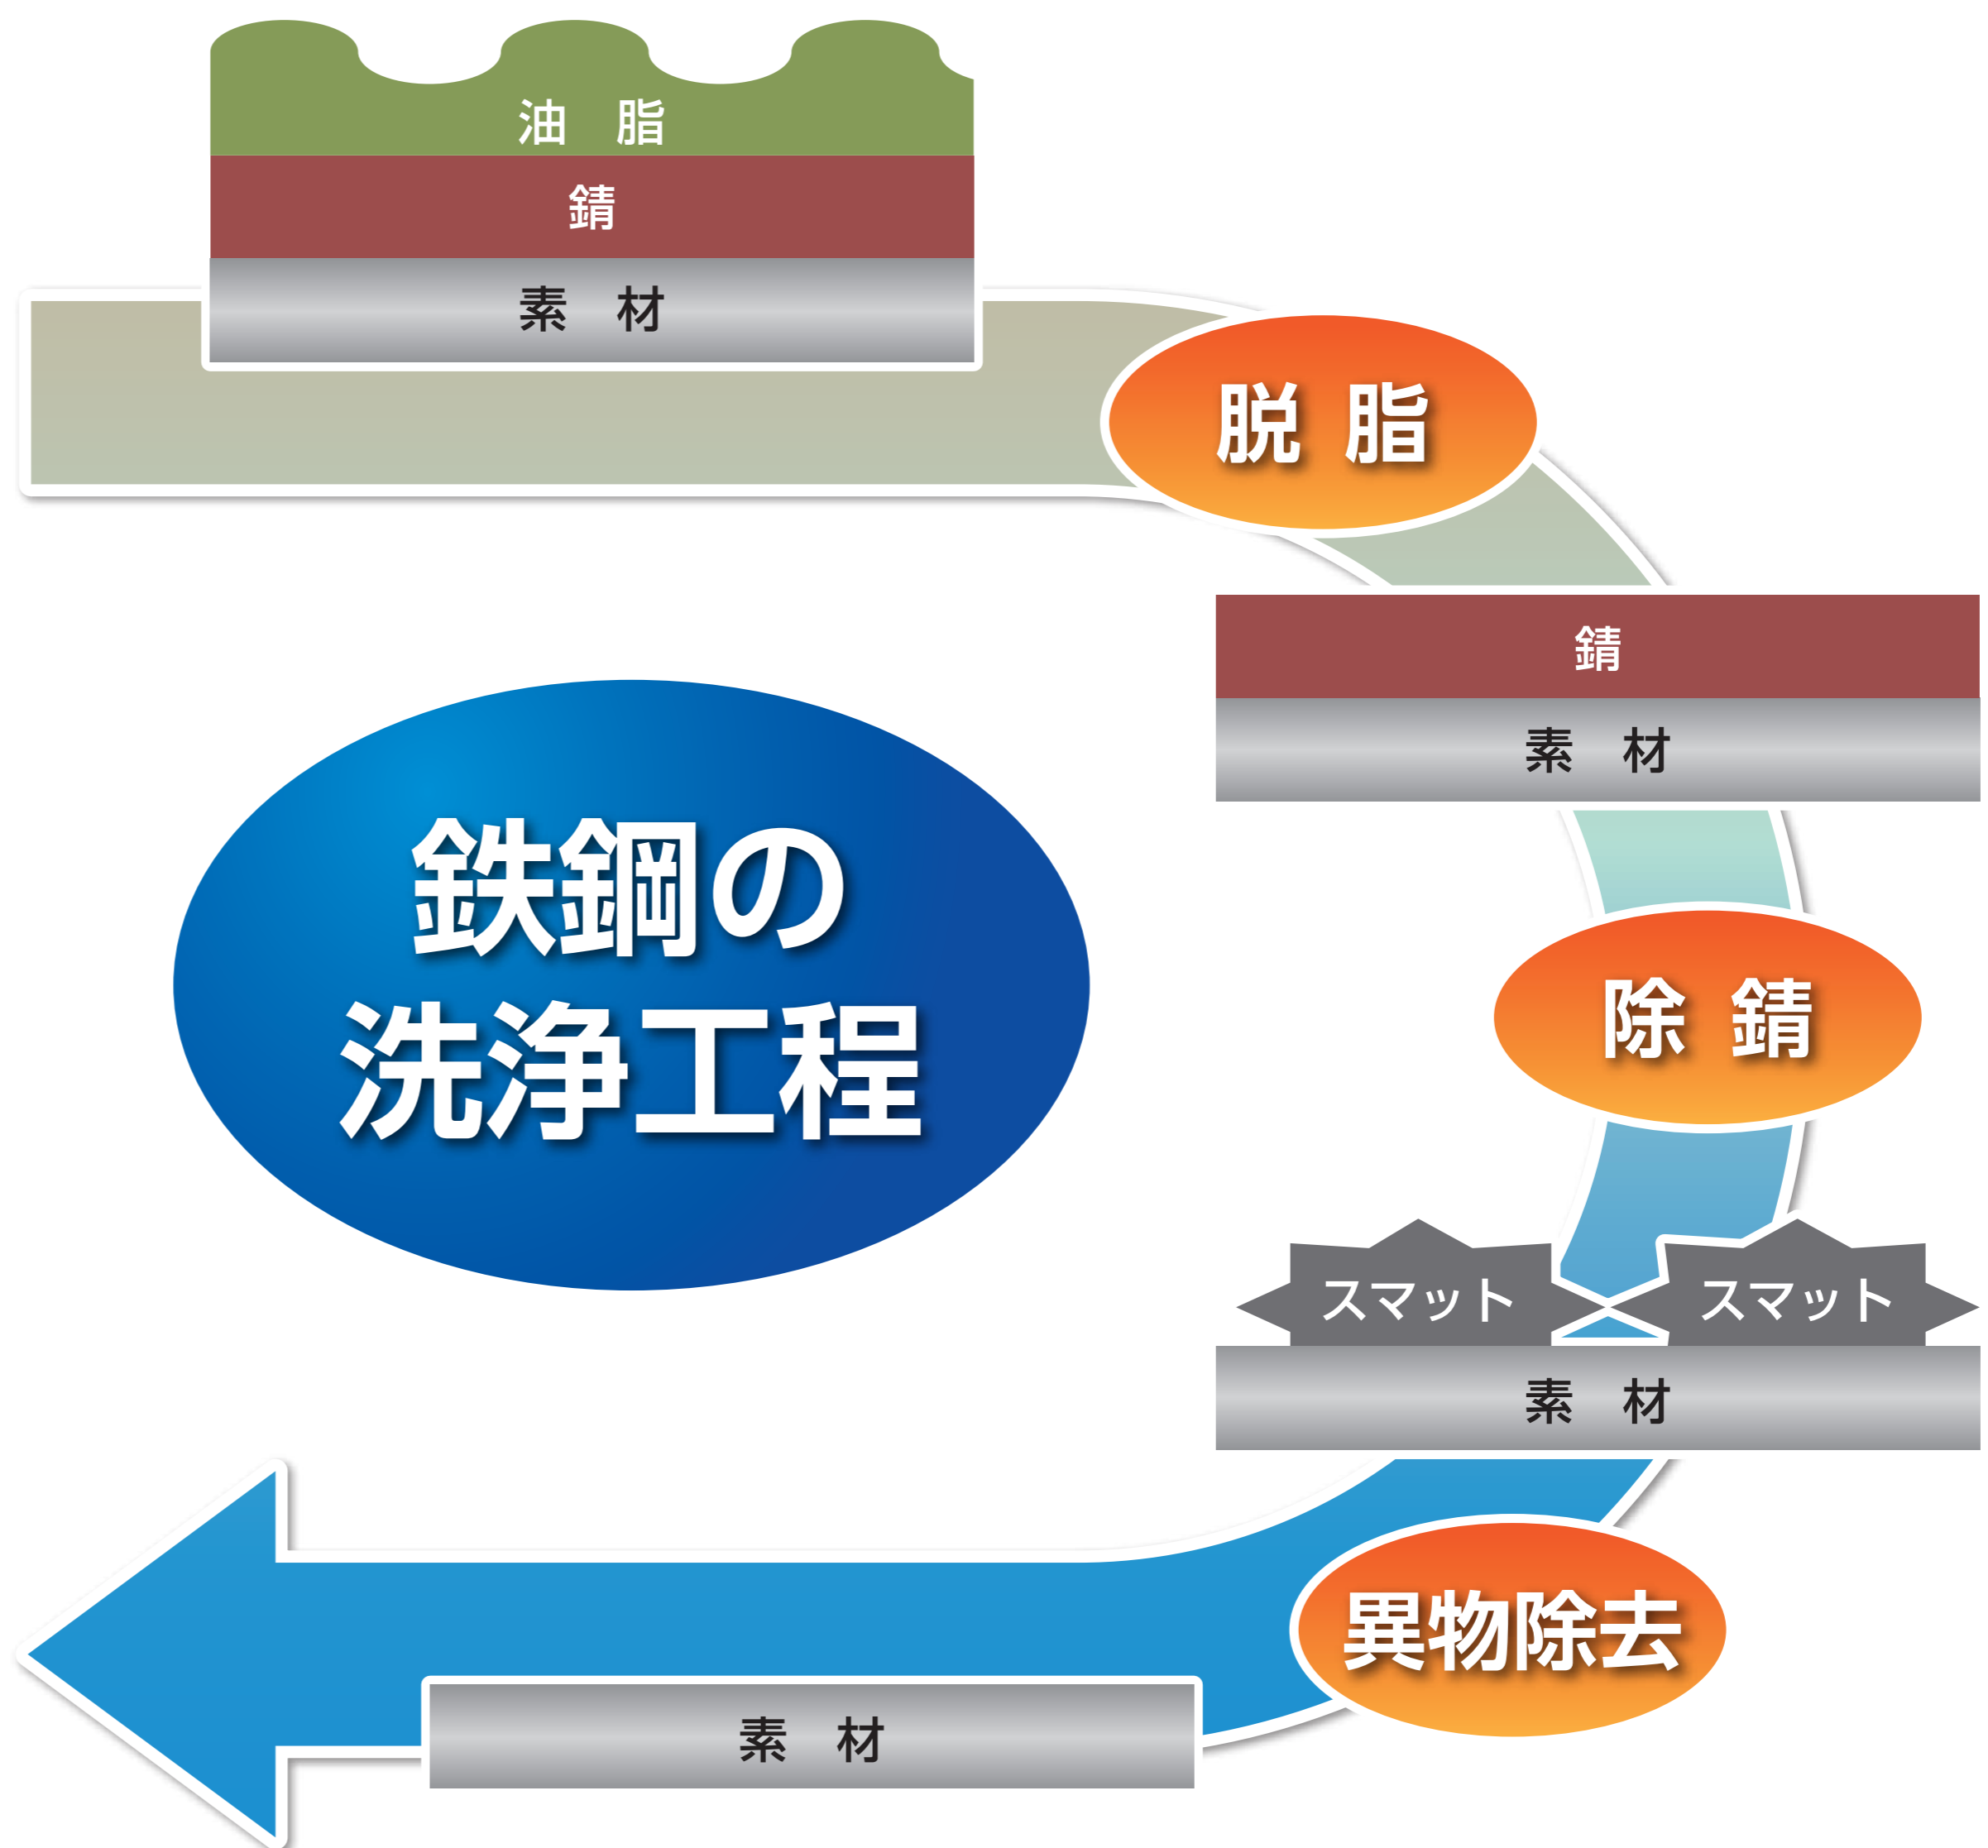 油 脂
錆
素 材
脱 脂
錆
素 材
鉄鋼の
洗浄工程
除 錆
スマット スマット
素 材
異物除去
素 材